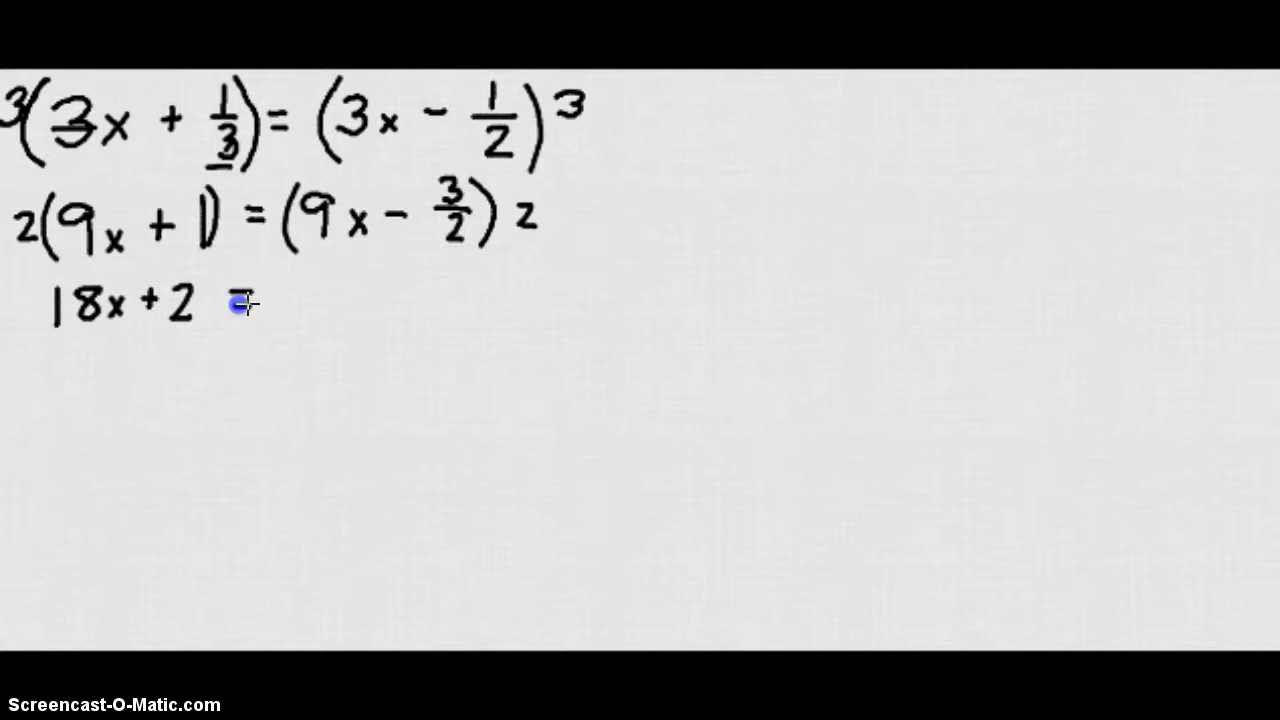 3(3x + 1/3) = (3x - 1/2)3
2(9x + 1) = (9x - 3/2)2
18x + 2 =
Screencast-O-Matic.com